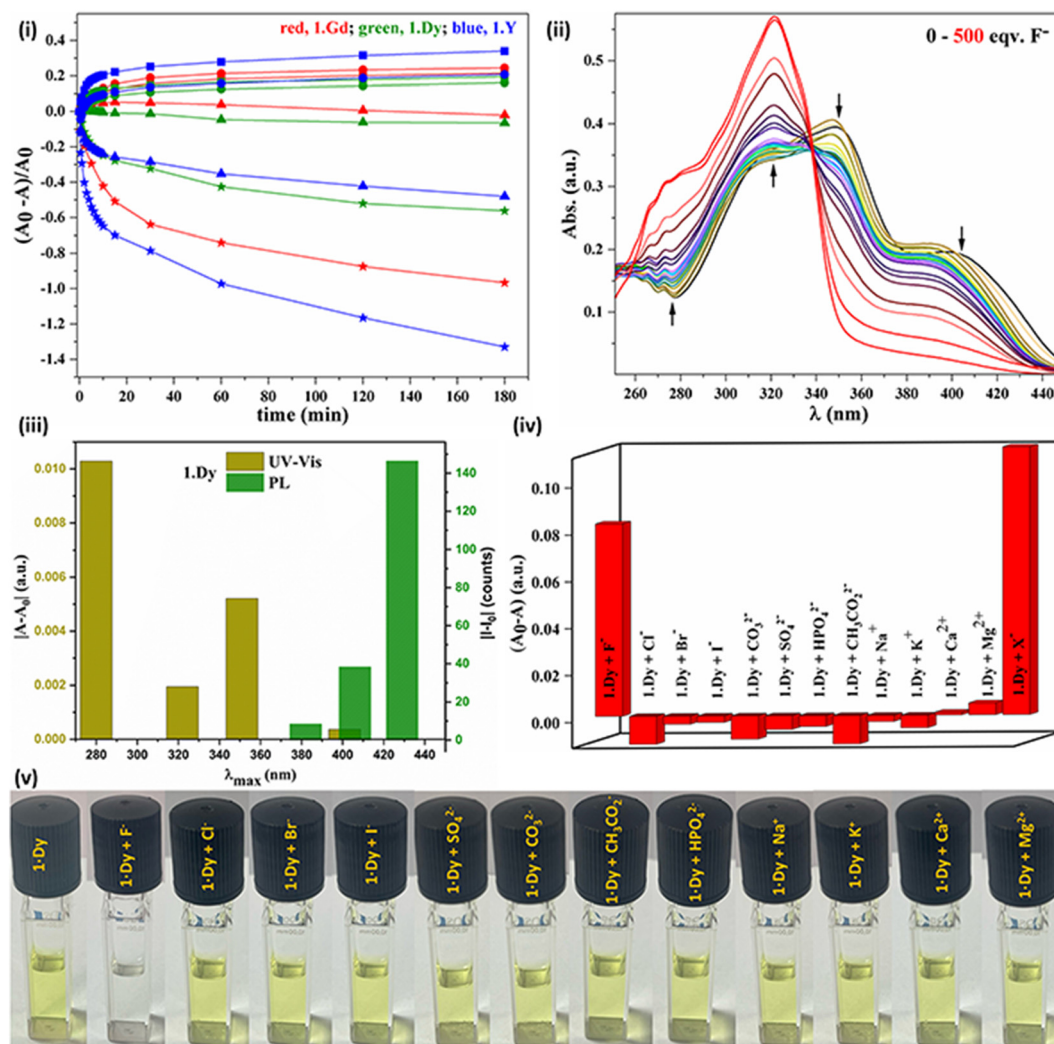 (i)
red, 1.Gd; green, 1.Dy; blue, 1.Y
(A0 -A)/A0
0.4
0.2
0.0
-0.2
-0.4
-0.6
-0.8
-1.0
-1.2
-1.4
0 20 40 60 80 100 120 140 160 180
time (min)
(ii)
0 - 500 eqv. F⁻
Abs. (a.u.)
0.5
0.4
0.3
0.2
0.1
260 280 300 320 340 360 380 400 420 440
λ (nm)
(iii)
1.Dy
UV-Vis
PL
|A-A₀| (a.u.)
0.010
0.008
0.006
0.004
0.002
0.000
280 300 320 340 360 380 400 420 440
λmax (nm)
|I-I₀| (counts)
140
120
100
80
60
40
20
0
(iv)
(A₀-A) (a.u.)
0.10
0.08
0.06
0.04
0.02
0.00
1.Dy + F⁻
1.Dy + Cl⁻
1.Dy + Br⁻
1.Dy + I⁻
1.Dy + CO₃²⁻
1.Dy + SO₄²⁻
1.Dy + HPO₄²⁻
1.Dy + CH₃CO₂²⁻
1.Dy + Na⁺
1.Dy + K⁺
1.Dy + Ca²⁺
1.Dy + Mg²⁺
1.Dy + X⁻
(v)
1·Dy
1·Dy + F⁻
1·Dy + Cl⁻
1·Dy + Br⁻
1·Dy + I⁻
1·Dy + SO₄²⁻
1·Dy + CO₃²⁻
1·Dy + CH₃CO₂⁻
1·Dy + HPO₄²⁻
1·Dy + Na⁺
1·Dy + K⁺
1·Dy + Ca²⁺
1·Dy + Mg²⁺